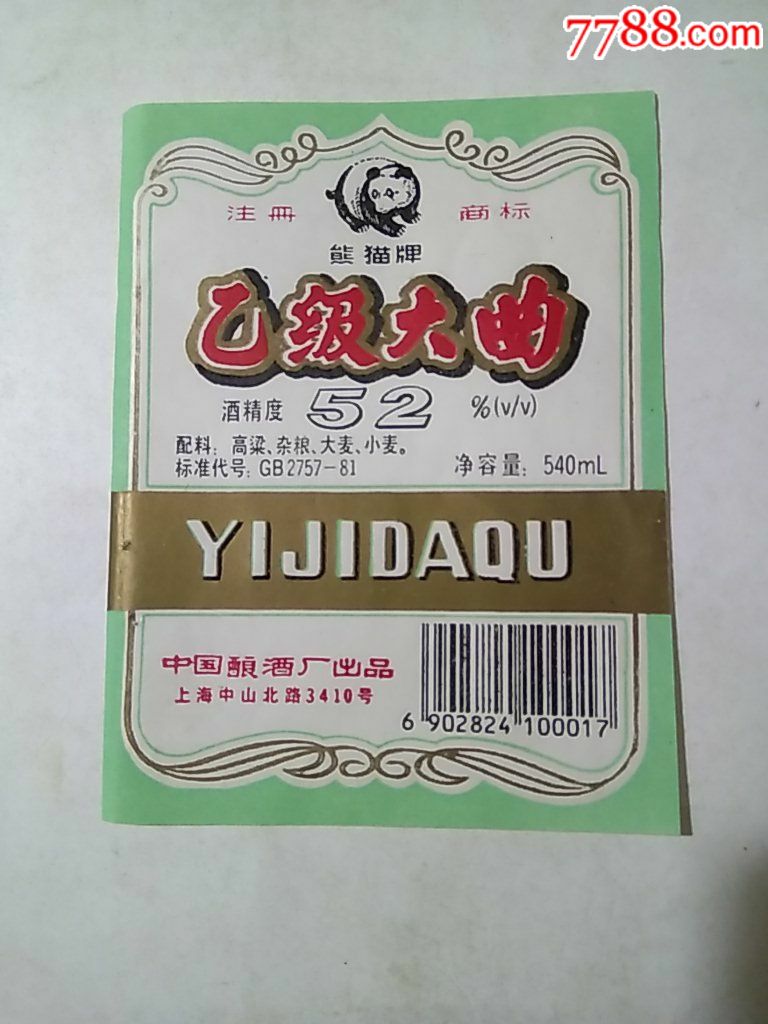 7788.com
注册 商标
熊猫牌
乙级大曲
酒精度 52 %(v/v)
配料：高粱、杂粮、大麦、小麦。
标准代号：GB2757-81 净容量：540mL
YIJIDAQU
中国酿酒厂出品
上海中山北路3410号
6 902824 100017